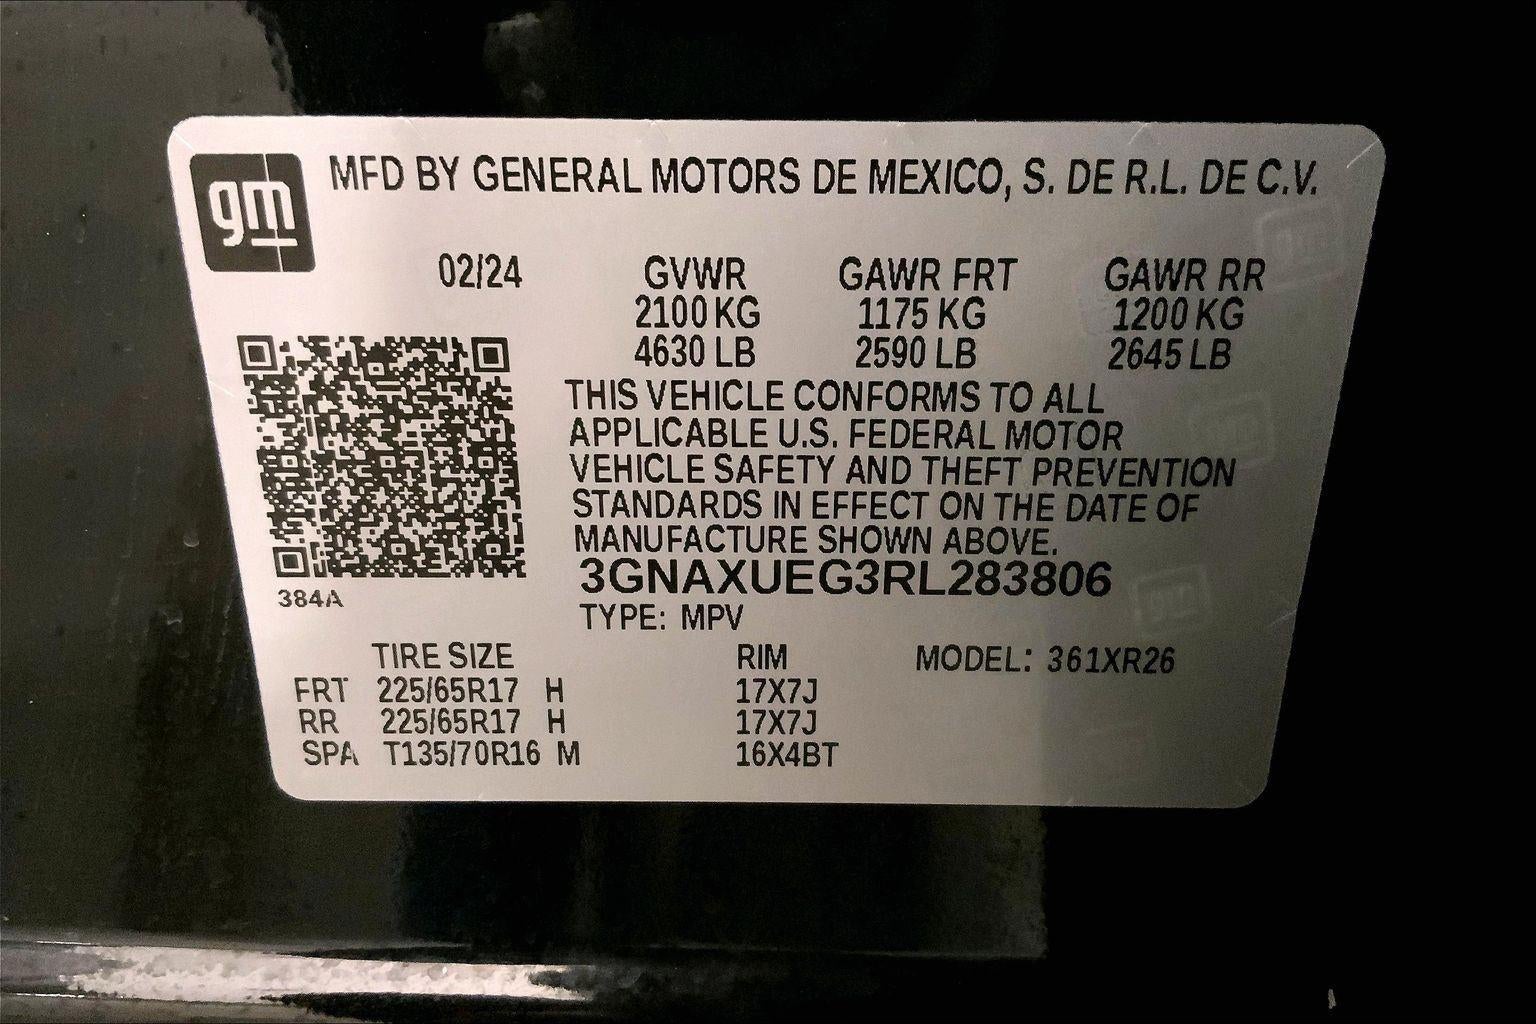 gm
MFD BY GENERAL MOTORS DE MEXICO, S. DE R.L. DE C.V.
02/24 GVWR GAWR FRT GAWR RR
2100 KG 1175 KG 1200 KG
4630 LB 2590 LB 2645 LB
THIS VEHICLE CONFORMS TO ALL
APPLICABLE U.S. FEDERAL MOTOR
VEHICLE SAFETY AND THEFT PREVENTION
STANDARDS IN EFFECT ON THE DATE OF
MANUFACTURE SHOWN ABOVE.
3GNAXUEG3RL283806
384A
TYPE: MPV
TIRE SIZE RIM MODEL: 361XR26
FRT 225/65R17 H 17X7J
RR 225/65R17 H 17X7J
SPA T135/70R16 M 16X4BT